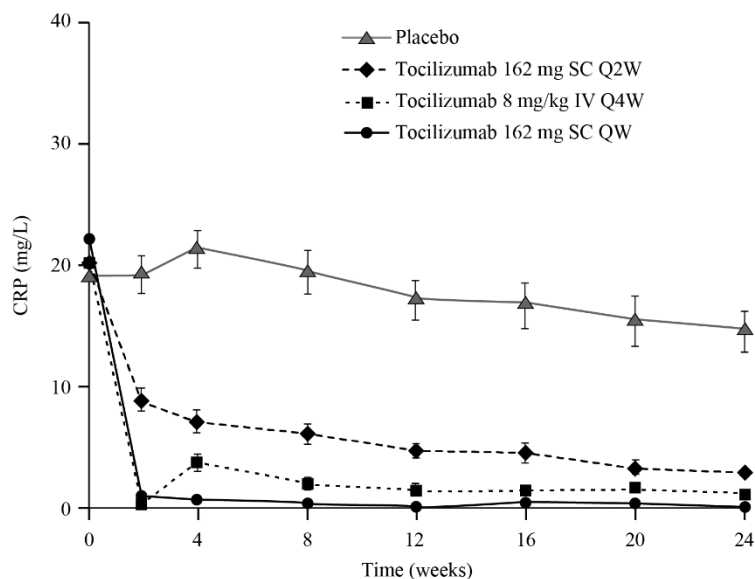 40
30
20
10
0
CRP (mg/L)
Placebo
Tocilizumab 162 mg SC Q2W
Tocilizumab 8 mg/kg IV Q4W
Tocilizumab 162 mg SC QW
0 4 8 12 16 20 24
Time (weeks)